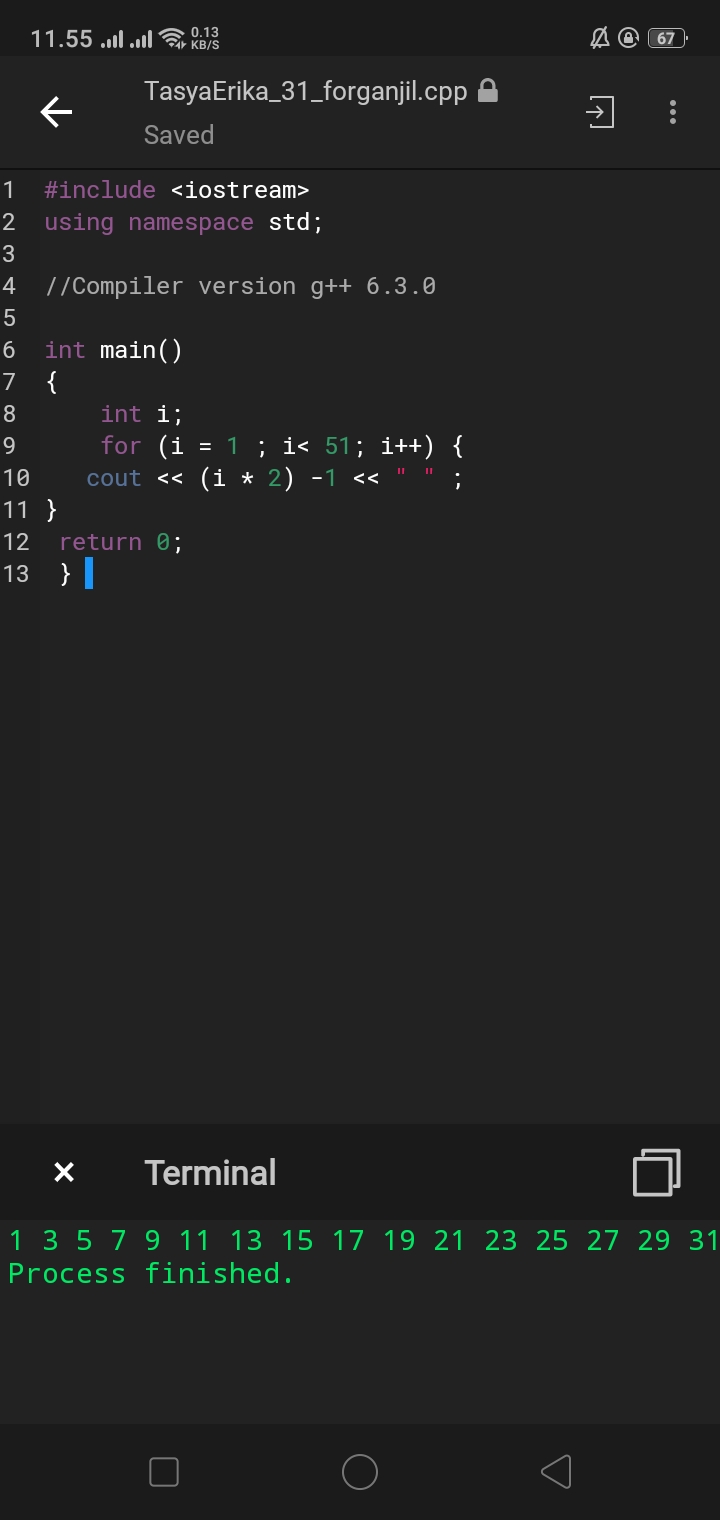 11.55 0.13 KB/S 67
TasyaErika_31_forganjil.cpp
Saved
1 #include <iostream>
2 using namespace std;
3
4 //Compiler version g++ 6.3.0
5
6 int main()
7 {
8     int i;
9     for (i = 1 ; i< 51; i++) {
10    cout << (i * 2) -1 << " " ;
11 }
12  return 0;
13  }
× Terminal
1 3 5 7 9 11 13 15 17 19 21 23 25 27 29 31
Process finished.